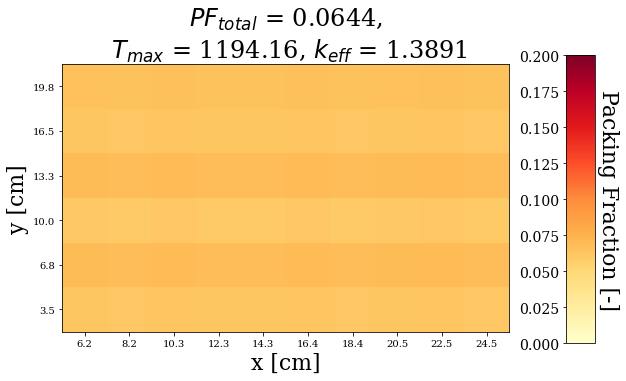 PF_total = 0.0644,
T_max = 1194.16, k_eff = 1.3891
y [cm]
19.8
16.5
13.3
10.0
6.8
3.5
6.2 8.2 10.3 12.3 14.3 16.4 18.4 20.5 22.5 24.5
x [cm]
0.200
0.175
0.150
0.125
0.100
0.075
0.050
0.025
0.000
Packing Fraction [-]